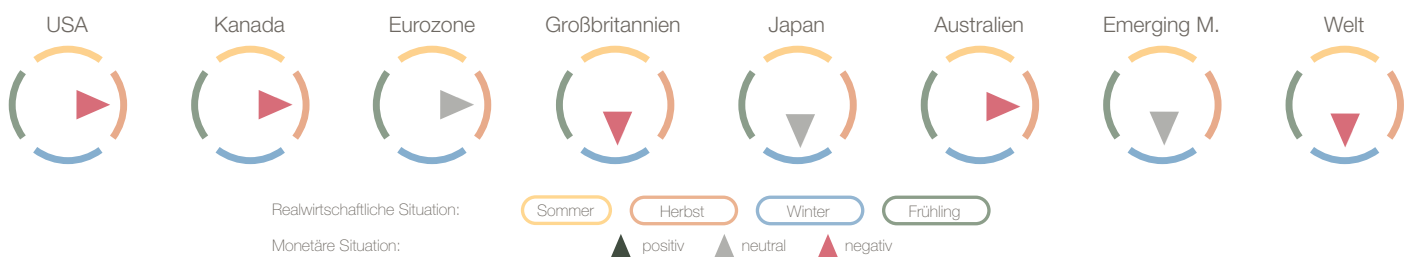 USA Kanada Eurozone Großbritannien Japan Australien Emerging M. Welt
Realwirtschaftliche Situation: Sommer Herbst Winter Frühling
Monetäre Situation: positiv neutral negativ